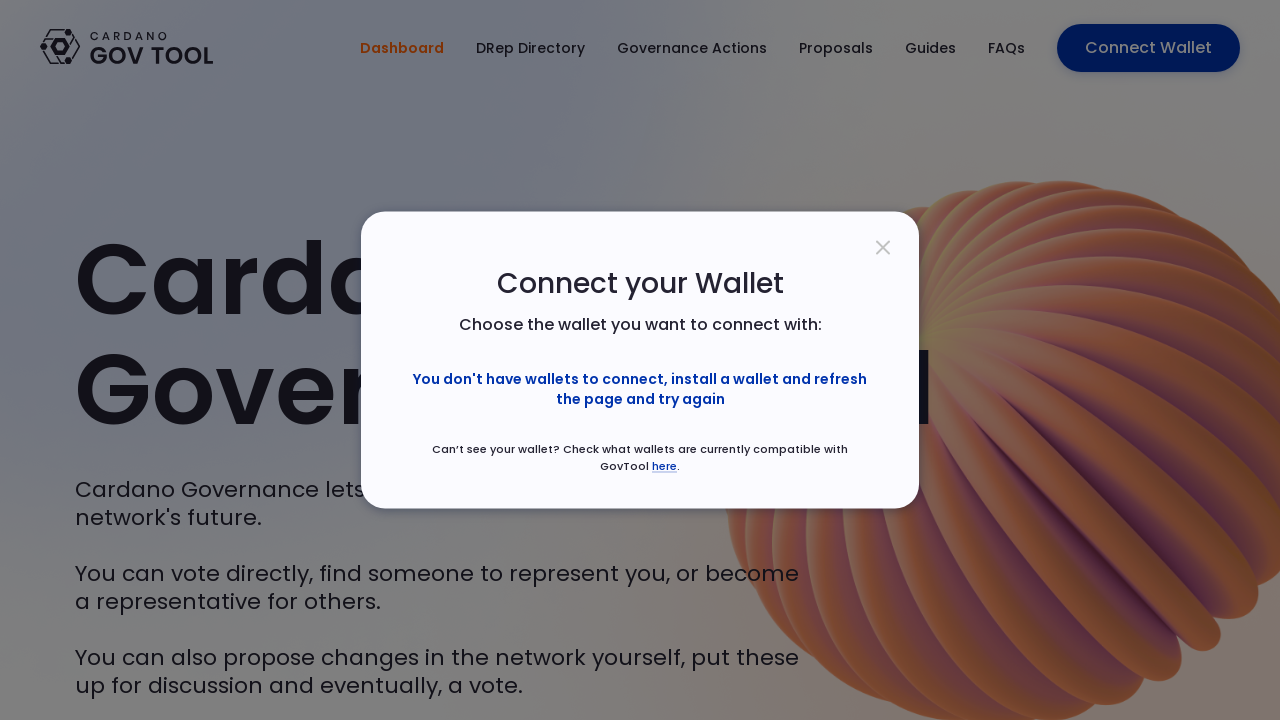 CARDANO
GOV TOOL
Dashboard
DRep Directory
Governance Actions
Proposals
Guides
FAQs
Connect Wallet
Connect your Wallet
Choose the wallet you want to connect with:
You don't have wallets to connect, install a wallet and refresh
the page and try again
Can’t see your wallet? Check what wallets are currently compatible with
GovTool here.
Cardano Governance lets
network's future.
You can vote directly, find someone to represent you, or become
a representative for others.
You can also propose changes in the network yourself, put these
up for discussion and eventually, a vote.